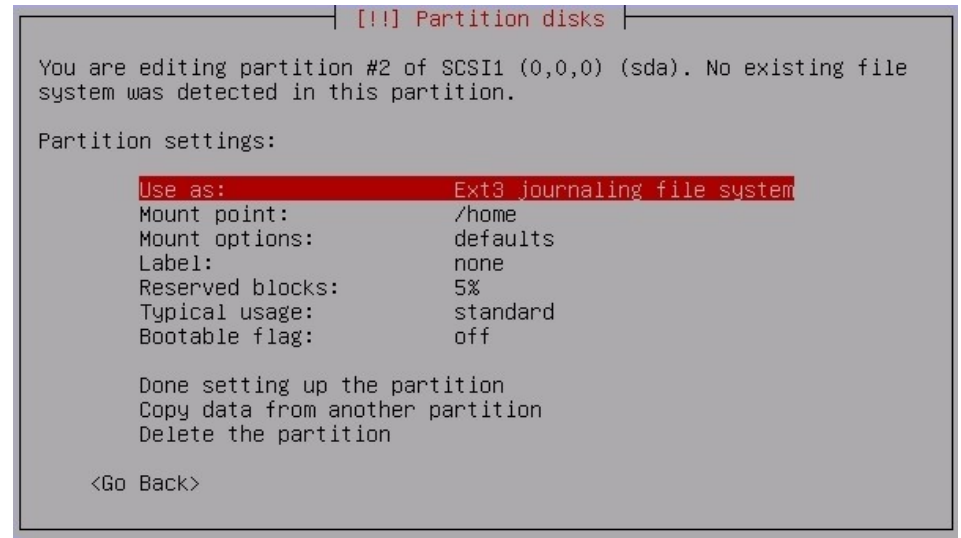 [!!] Partition disks
You are editing partition #2 of SCSI1 (0,0,0) (sda). No existing file
system was detected in this partition.
Partition settings:
Use as: Ext3 journaling file system
Mount point: /home
Mount options: defaults
Label: none
Reserved blocks: 5%
Typical usage: standard
Bootable flag: off
Done setting up the partition
Copy data from another partition
Delete the partition
<Go Back>